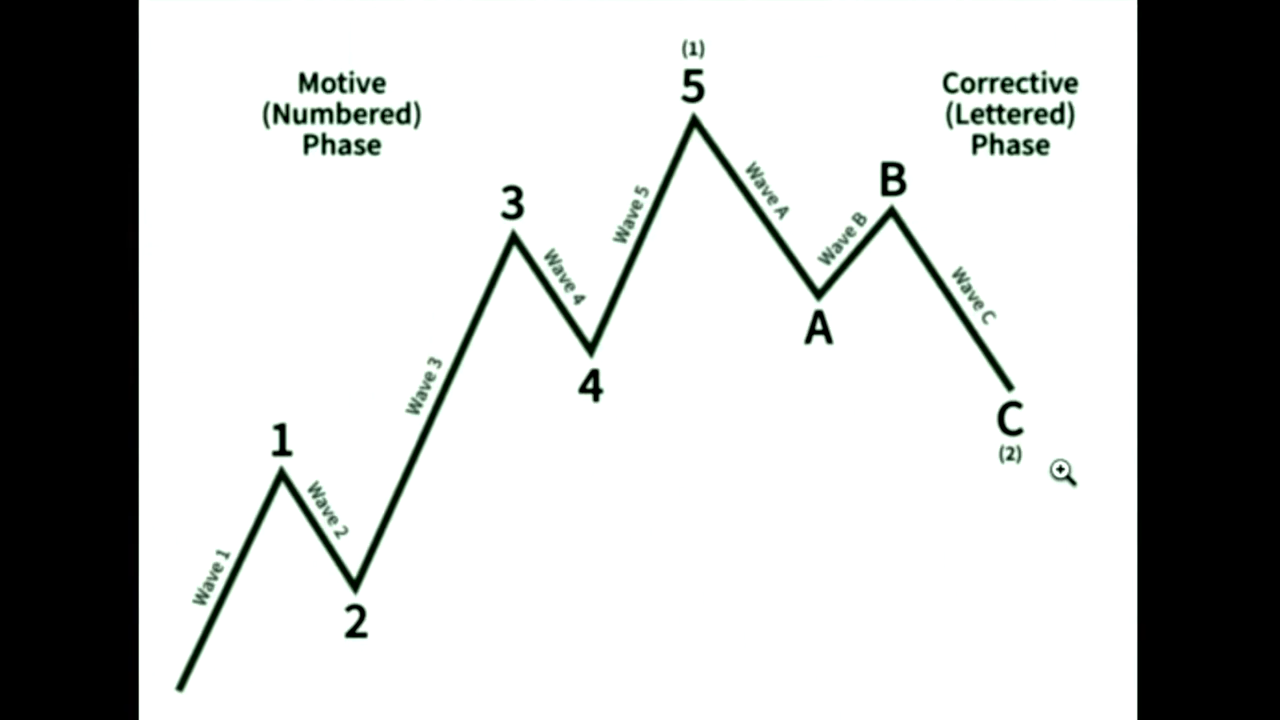 Motive
(Numbered)
Phase
(1)
5
Corrective
(Lettered)
Phase
3
B
Wave 5
Wave A
Wave B
Wave 4
Wave C
A
4
Wave 3
1
C
(2)
Wave 2
Wave 1
2